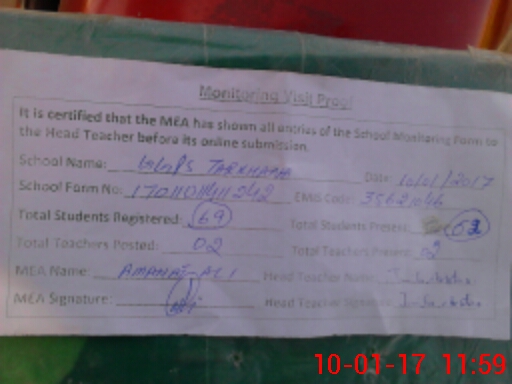 Monitoring Visit Proof
It is certified that the MEA has shown all entries of the School Monitoring Form to
the Head Teacher before its online submission.
School Name: GGPS TARKHANA Date: 10/01/2017
School Form No: EMIS Code:
Total Students Registered: 69 Total Students Present:
Total Teachers Posted: 02 Total Teachers Present: 2
MEA Name: AMANAT ALI Head Teacher Name:
MEA Signature: Head Teacher Signature:
10-01-17 11:59